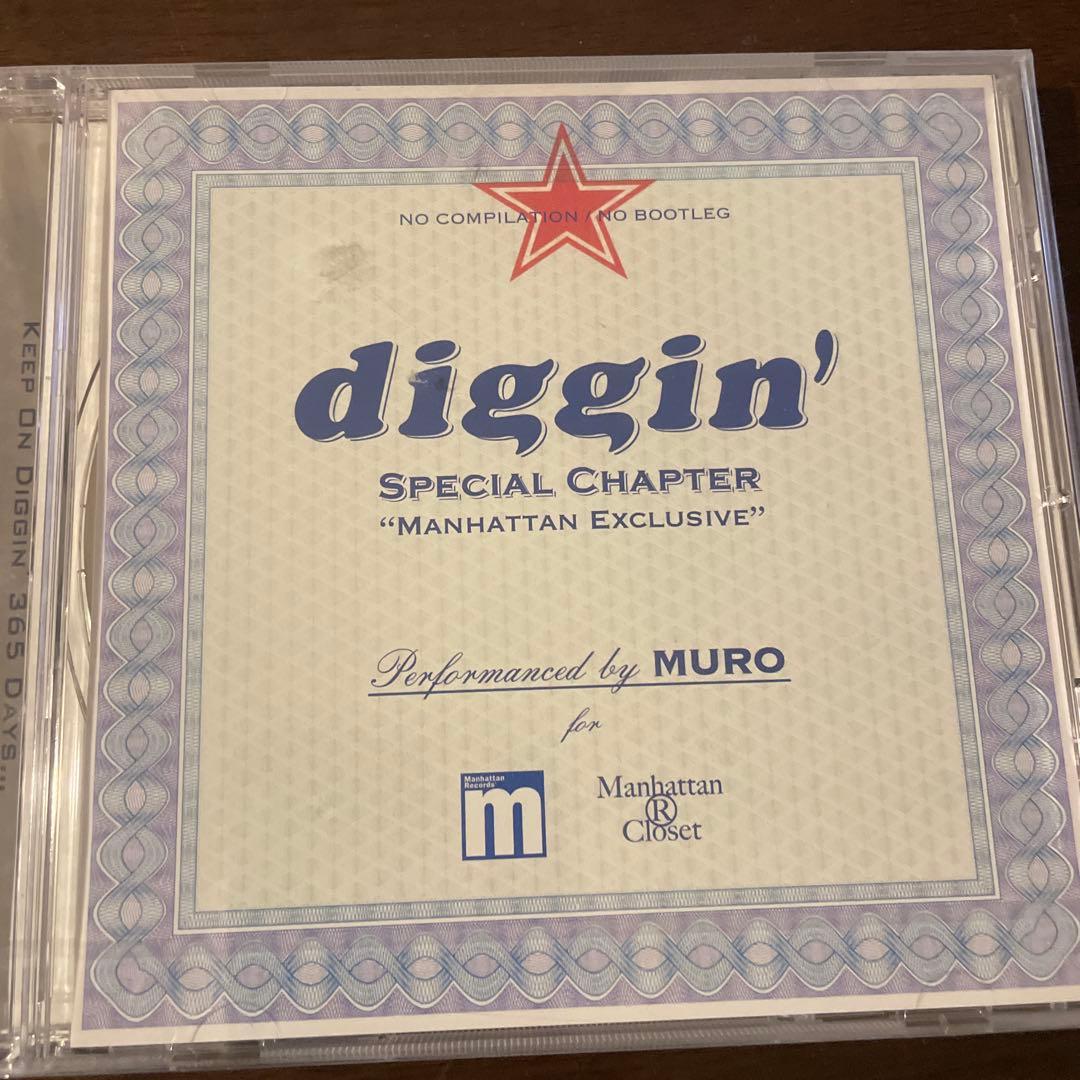 NO COMPILATION / NO BOOTLEG
diggin'
SPECIAL CHAPTER
“MANHATTAN EXCLUSIVE”
Performanced by MURO
for
Manhattan
Records
m
Manhattan
®
Closet
KEEP ON DIGGIN 365 DAYS...